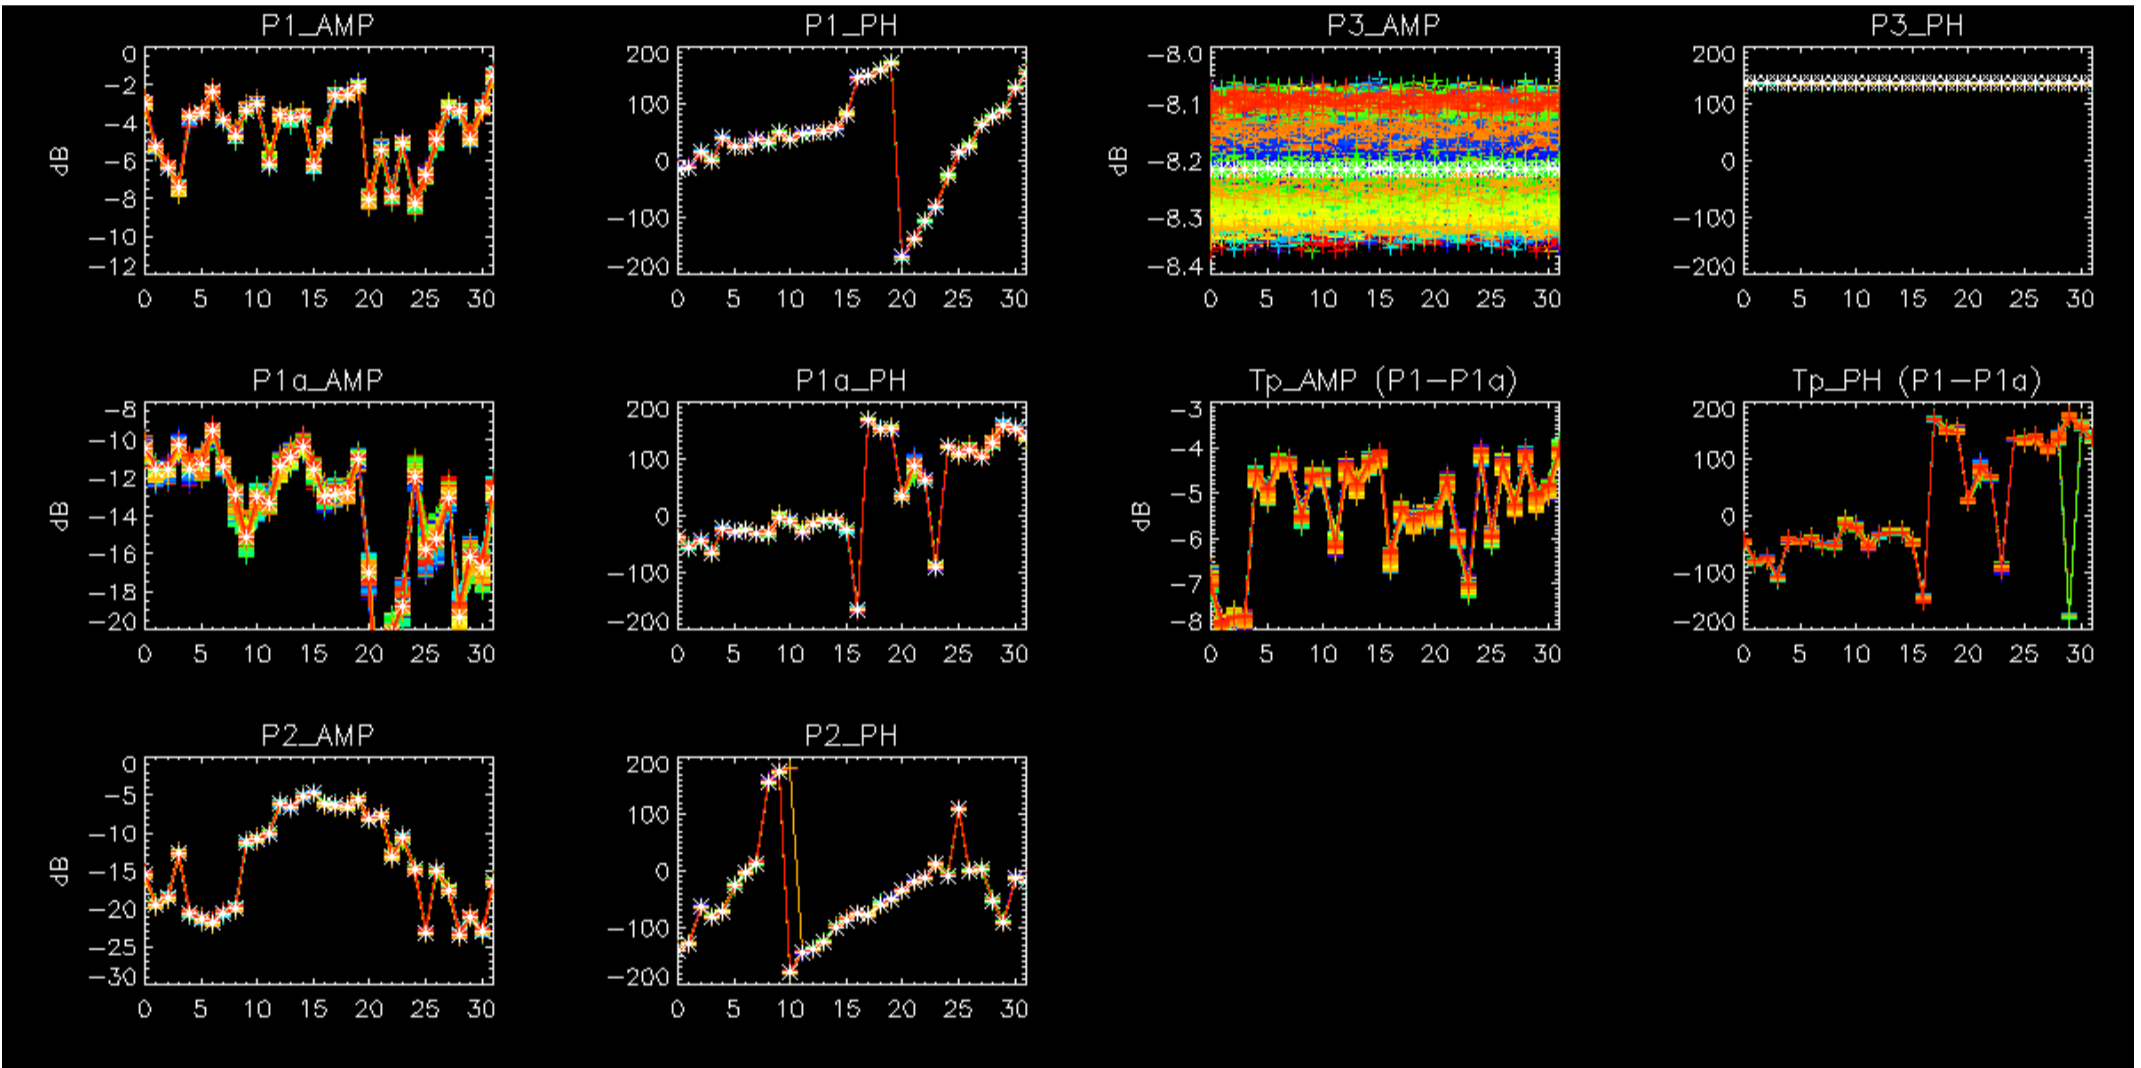 P1_AMP
P1_PH
P3_AMP
P3_PH
0
-2
-4
-6
-8
-10
-12
dB
0 5 10 15 20 25 30
200
100
0
-100
-200
0 5 10 15 20 25 30
-8.0
-8.1
-8.2
-8.3
-8.4
dB
0 5 10 15 20 25 30
200
100
0
-100
-200
0 5 10 15 20 25 30
P1a_AMP
P1a_PH
Tp_AMP (P1-P1a)
Tp_PH (P1-P1a)
-8
-10
-12
-14
-16
-18
-20
dB
0 5 10 15 20 25 30
200
100
0
-100
-200
0 5 10 15 20 25 30
-3
-4
-5
-6
-7
-8
dB
0 5 10 15 20 25 30
200
100
0
-100
-200
0 5 10 15 20 25 30
P2_AMP
P2_PH
0
-5
-10
-15
-20
-25
-30
dB
0 5 10 15 20 25 30
200
100
0
-100
-200
0 5 10 15 20 25 30